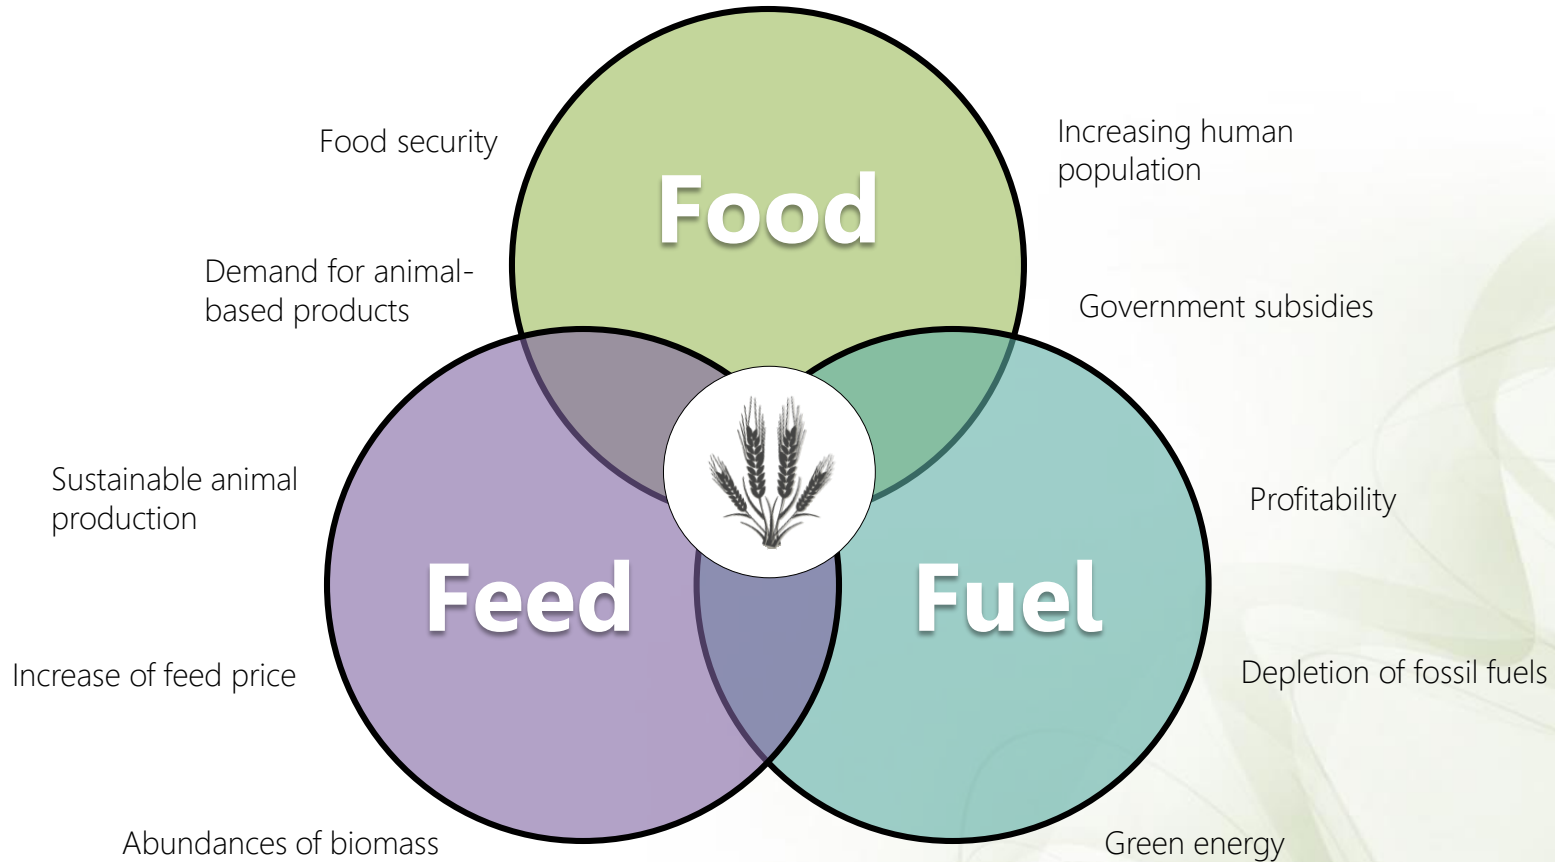 Food security
Increasing human
population
Food
Demand for animal-
based products
Government subsidies
Sustainable animal
production
Profitability
Feed
Fuel
Increase of feed price
Depletion of fossil fuels
Abundances of biomass
Green energy